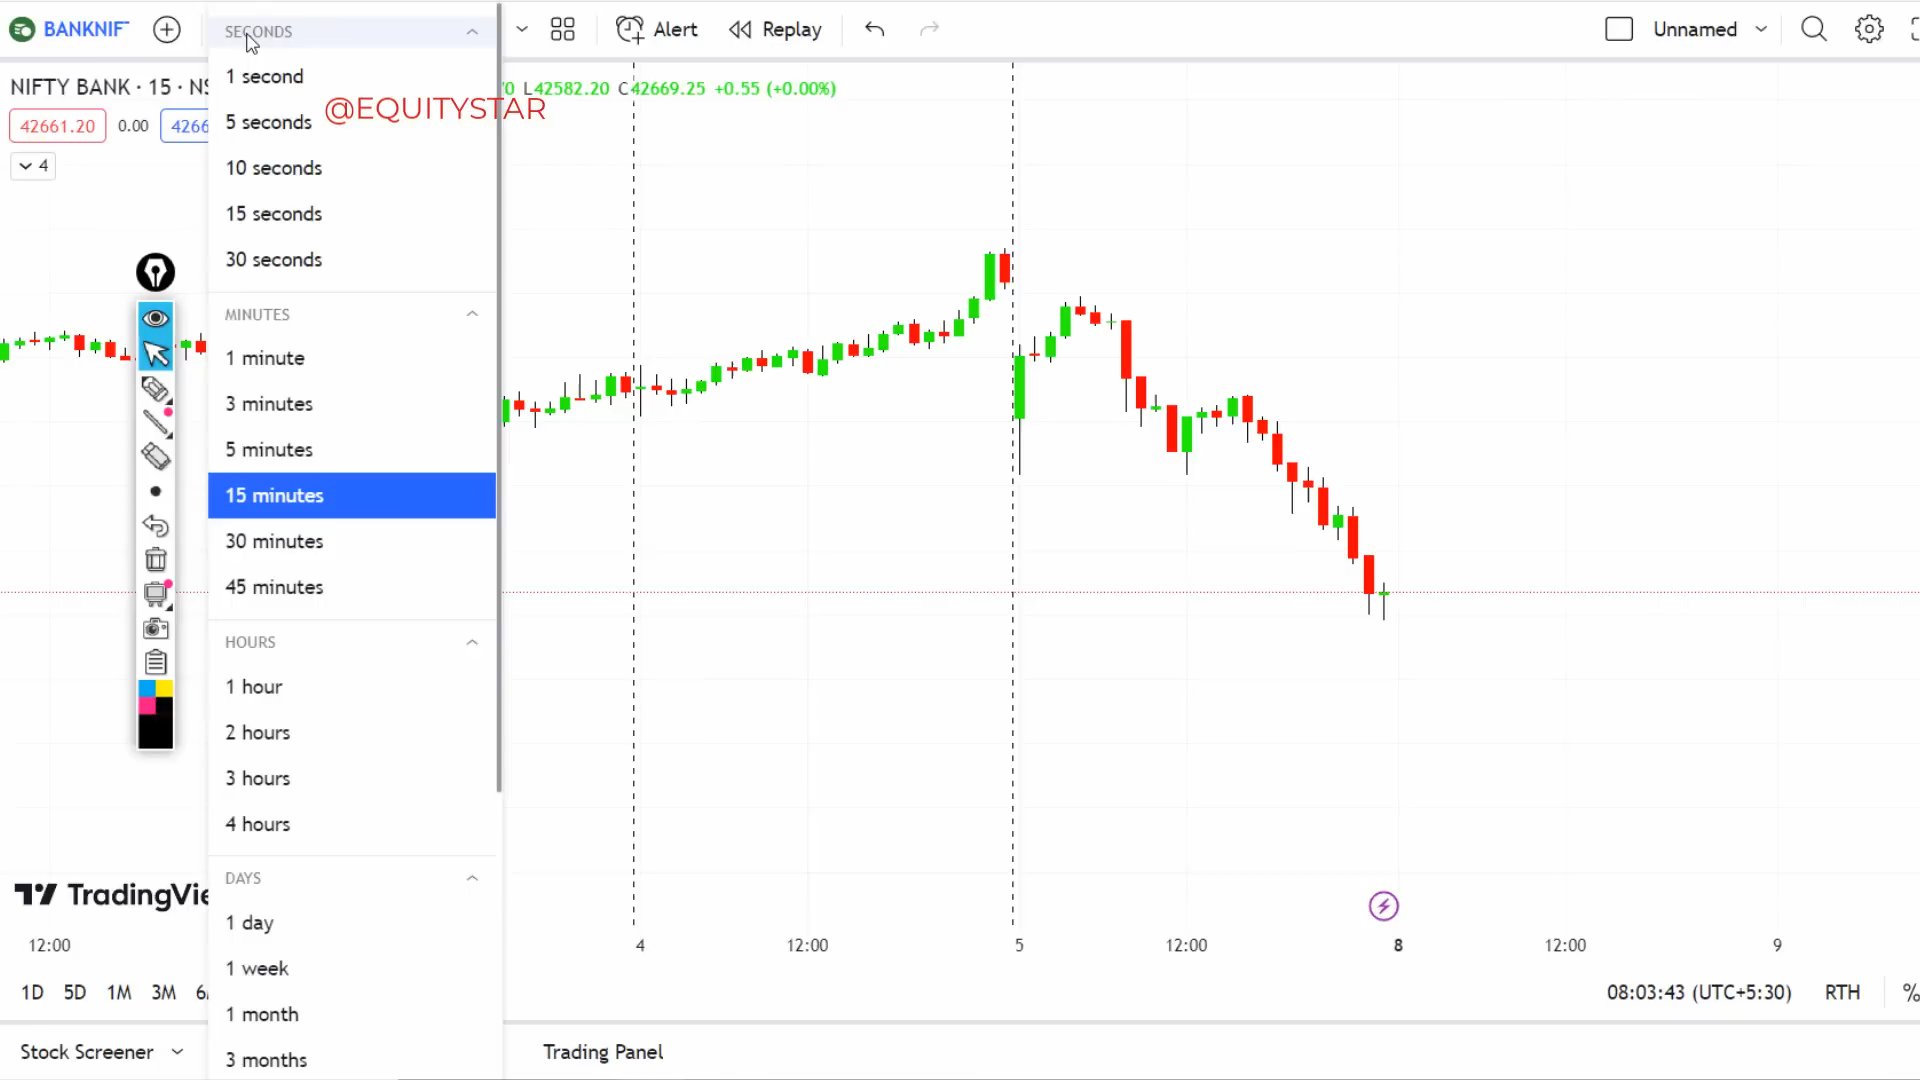 BANKNIF
SECONDS
Alert
Replay
Unnamed
NIFTY BANK · 15 · NS
L42582.20 C42669.25 +0.55 (+0.00%)
42661.20
0.00
4266
4
@EQUITYSTAR
1 second
5 seconds
10 seconds
15 seconds
30 seconds
MINUTES
1 minute
3 minutes
5 minutes
15 minutes
30 minutes
45 minutes
HOURS
1 hour
2 hours
3 hours
4 hours
DAYS
1 day
1 week
1 month
3 months
TradingVie
12:00
4
12:00
5
12:00
8
12:00
9
1D 5D 1M 3M 6
08:03:43 (UTC+5:30) RTH %
Stock Screener
Trading Panel